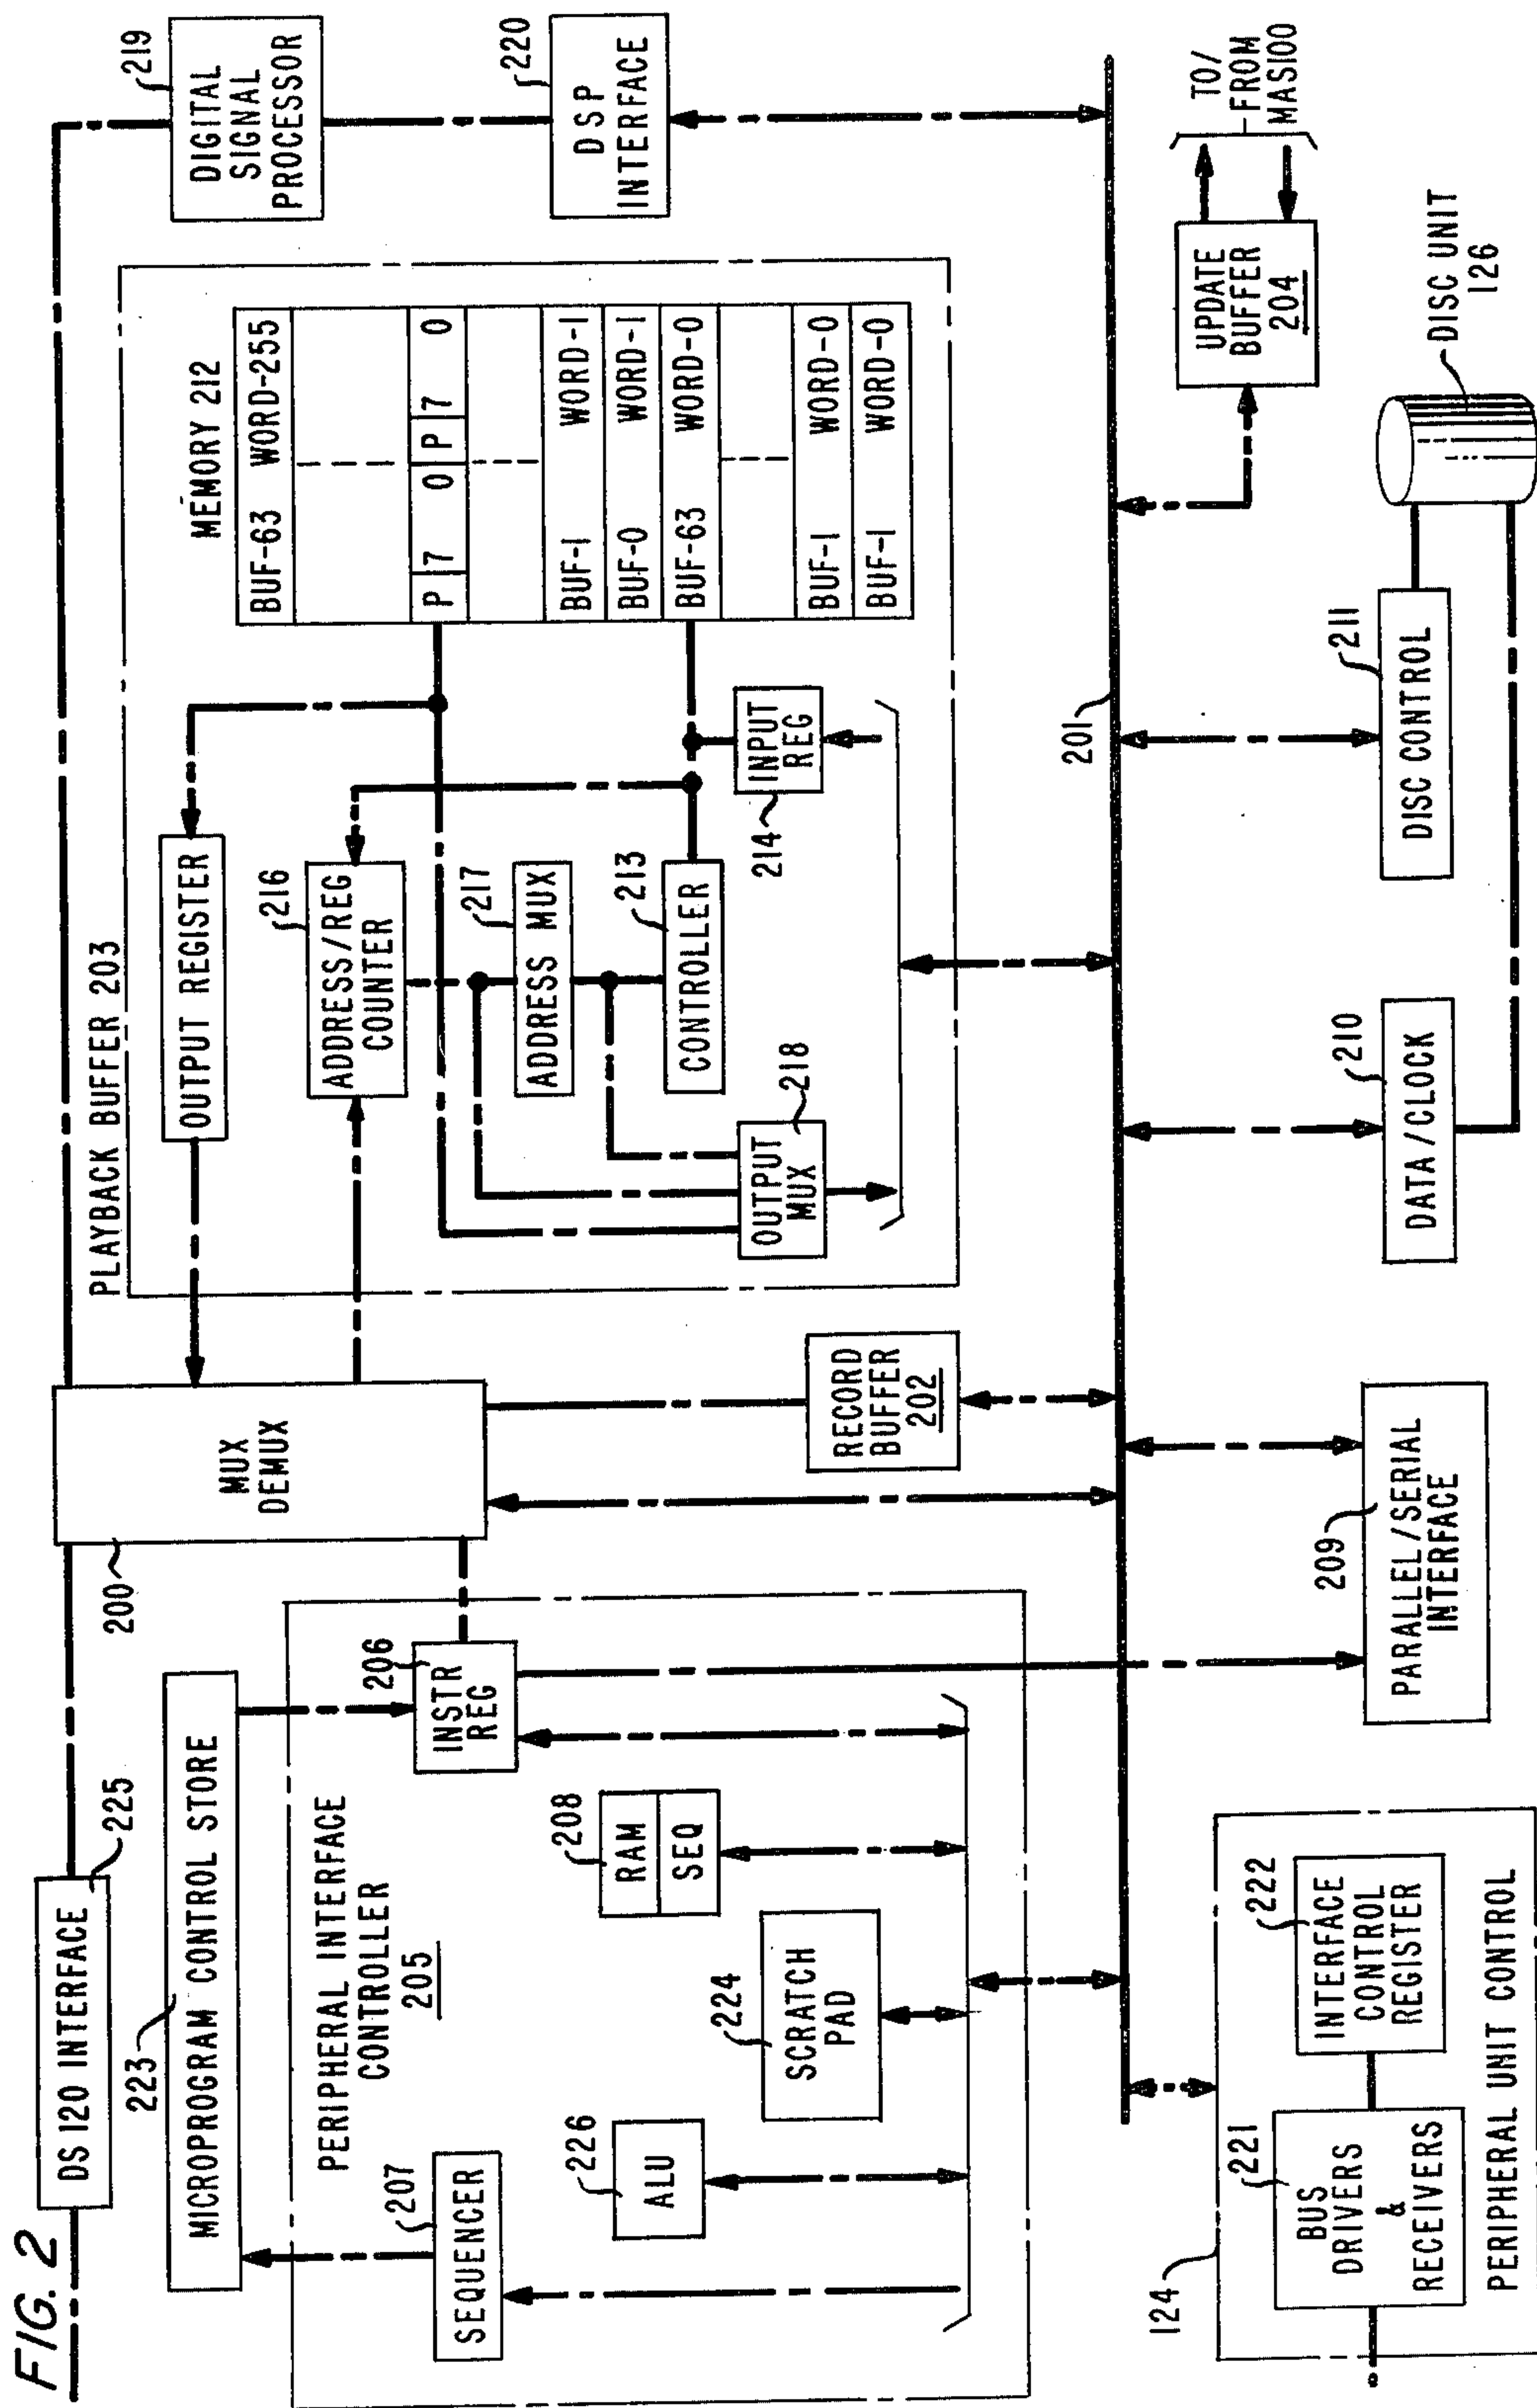 FIG. 2
DS 120 INTERFACE
225
200
MUX
DEMUX
223
MICROPROGRAM CONTROL STORE
PERIPHERAL INTERFACE
CONTROLLER
205
206
INSTR
REG
207
SEQUENCER
208
RAM
SEQ
226
ALU
224
SCRATCH
PAD
PLAYBACK BUFFER 203
OUTPUT REGISTER
216
ADDRESS/REG
COUNTER
217
ADDRESS MUX
213
CONTROLLER
214
INPUT
REG
218
OUTPUT
MUX
MEMORY 212
BUF-63 WORD-255
P 7 0 P 7 0
BUF-1 WORD-1
BUF-0 WORD-1
BUF-63 WORD-0
BUF-1 WORD-0
BUF-1 WORD-0
219
DIGITAL
SIGNAL
PROCESSOR
220
DSP
INTERFACE
RECORD
BUFFER
202
201
124
221
BUS
DRIVERS
&
RECEIVERS
222
INTERFACE
CONTROL
REGISTER
PERIPHERAL UNIT CONTROL
209
PARALLEL/SERIAL
INTERFACE
210
DATA/CLOCK
211
DISC CONTROL
DISC UNIT
126
UPDATE
BUFFER
204
TO/
FROM
MAS100